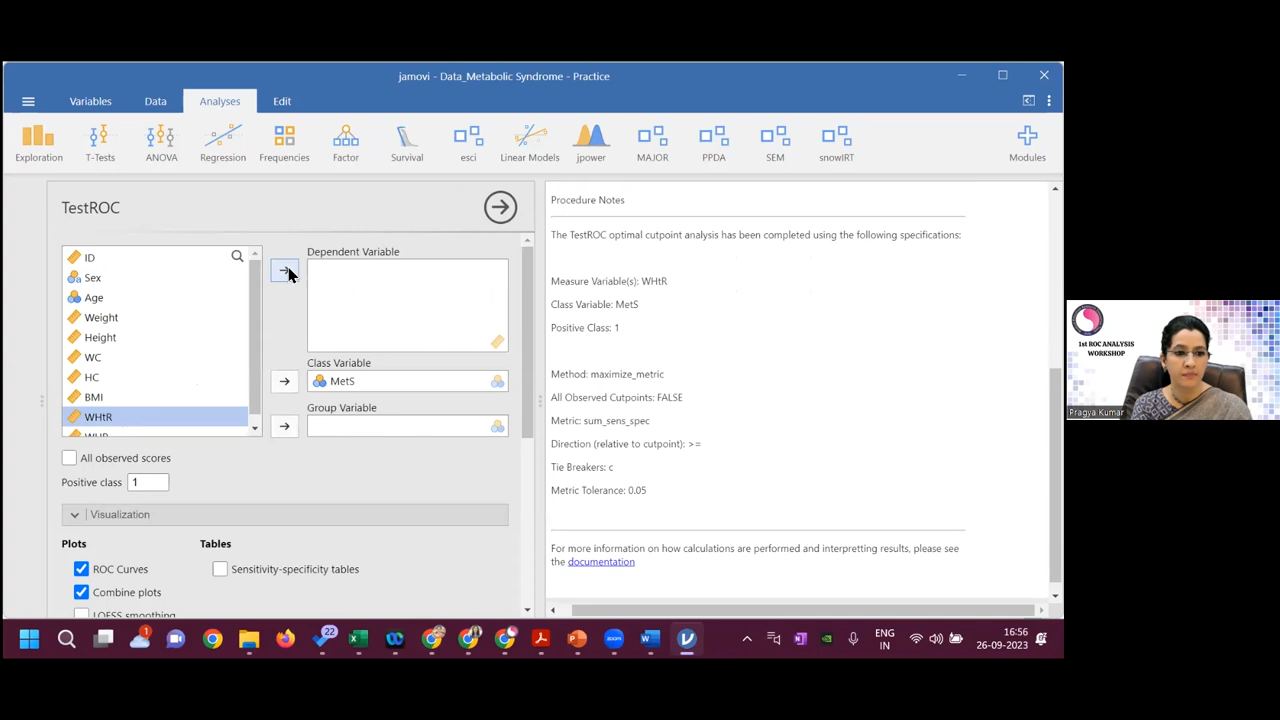 jamovi - Data_Metabolic Syndrome - Practice
Variables Data Analyses Edit
Exploration T-Tests ANOVA Regression Frequencies Factor Survival esci Linear Models jpower MAJOR PPDA SEM snowIRT Modules
TestROC
ID
Sex
Age
Weight
Height
WC
HC
BMI
WHtR
WHR
Dependent Variable
Class Variable
MetS
Group Variable
All observed scores
Positive class 1
Visualization
Plots Tables
ROC Curves Sensitivity-specificity tables
Combine plots
LOESS smoothing
Procedure Notes
The TestROC optimal cutpoint analysis has been completed using the following specifications:
Measure Variable(s): WHtR
Class Variable: MetS
Positive Class: 1
Method: maximize_metric
All Observed Cutpoints: FALSE
Metric: sum_sens_spec
Direction (relative to cutpoint): >=
Tie Breakers: c
Metric Tolerance: 0.05
For more information on how calculations are performed and interpretting results, please see
the documentation
1st ROC ANALYSIS
WORKSHOP
Pragya Kumar
1
22
ENG
IN
16:56
26-09-2023